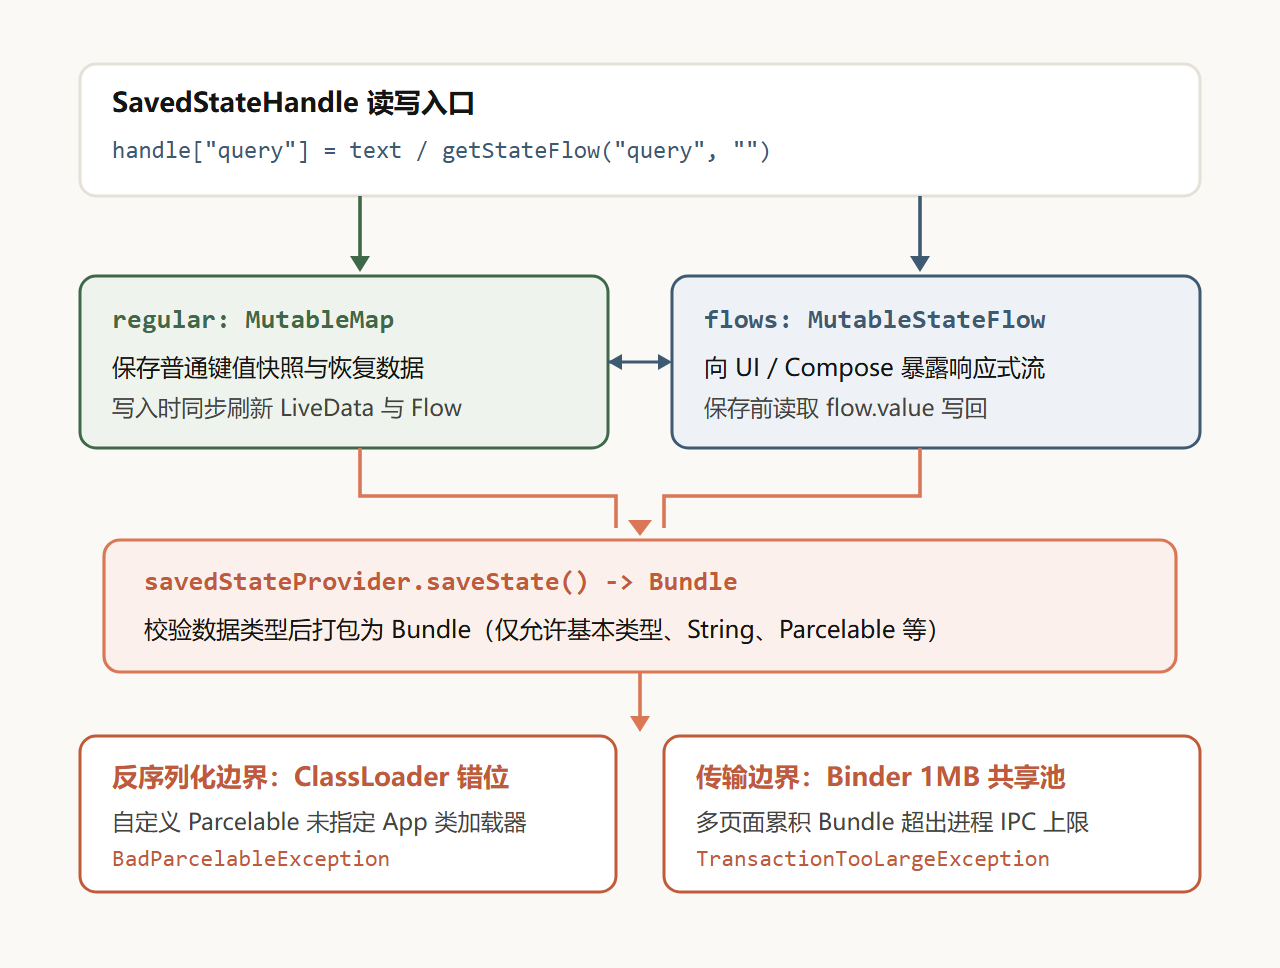 SavedStateHandle 读写入口
handle["query"] = text / getStateFlow("query", "")
regular: MutableMap
保存普通键值快照与恢复数据
写入时同步刷新 LiveData 与 Flow
flows: MutableStateFlow
向 UI / Compose 暴露响应式流
保存前读取 flow.value 写回
savedStateProvider.saveState() -> Bundle
校验数据类型后打包为 Bundle（仅允许基本类型、String、Parcelable 等）
反序列化边界：ClassLoader 错位
自定义 Parcelable 未指定 App 类加载器
BadParcelableException
传输边界：Binder 1MB 共享池
多页面累积 Bundle 超出进程 IPC 上限
TransactionTooLargeException